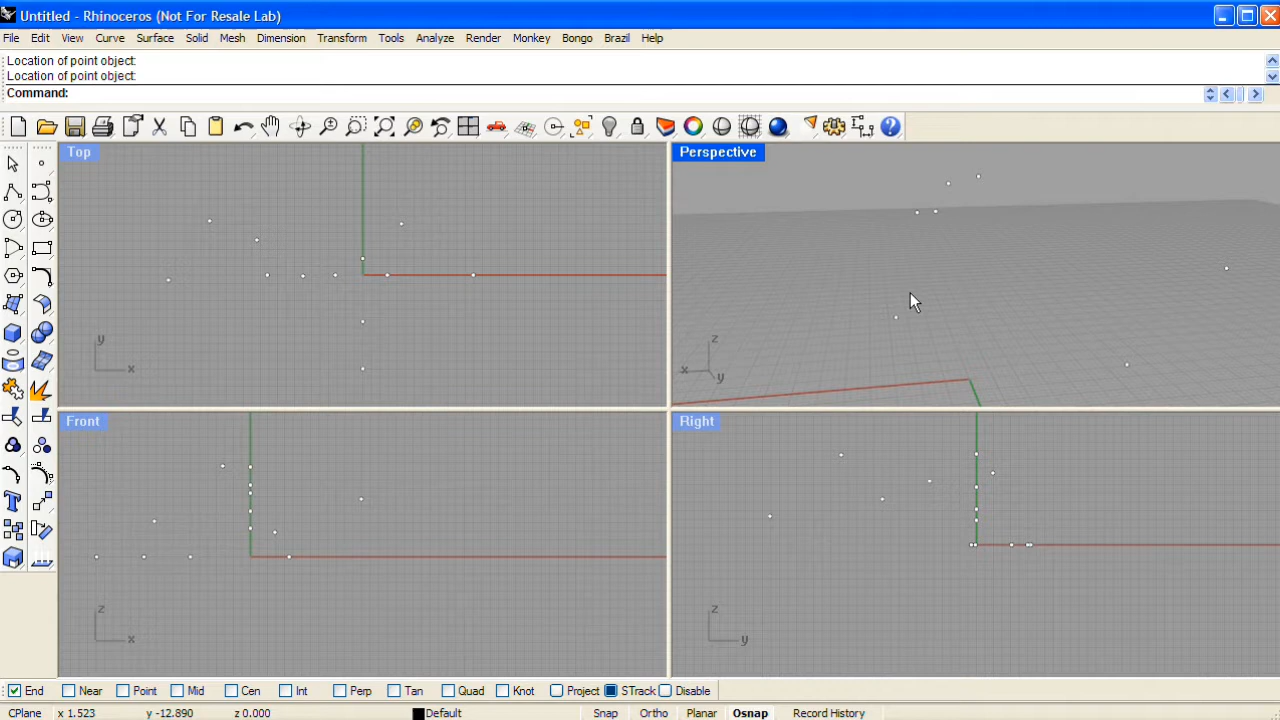 Untitled - Rhinoceros (Not For Resale Lab)
File Edit View Curve Surface Solid Mesh Dimension Transform Tools Analyze Render Monkey Bongo Brazil Help
Location of point object:
Location of point object:
Command:
Top
Perspective
y
x
z
x
y
Front
Right
z
x
z
y
End Near Point Mid Cen Int Perp Tan Quad Knot Project STrack Disable
CPlane x 1.523 y -12.890 z 0.000 Default Snap Ortho Planar Osnap Record History